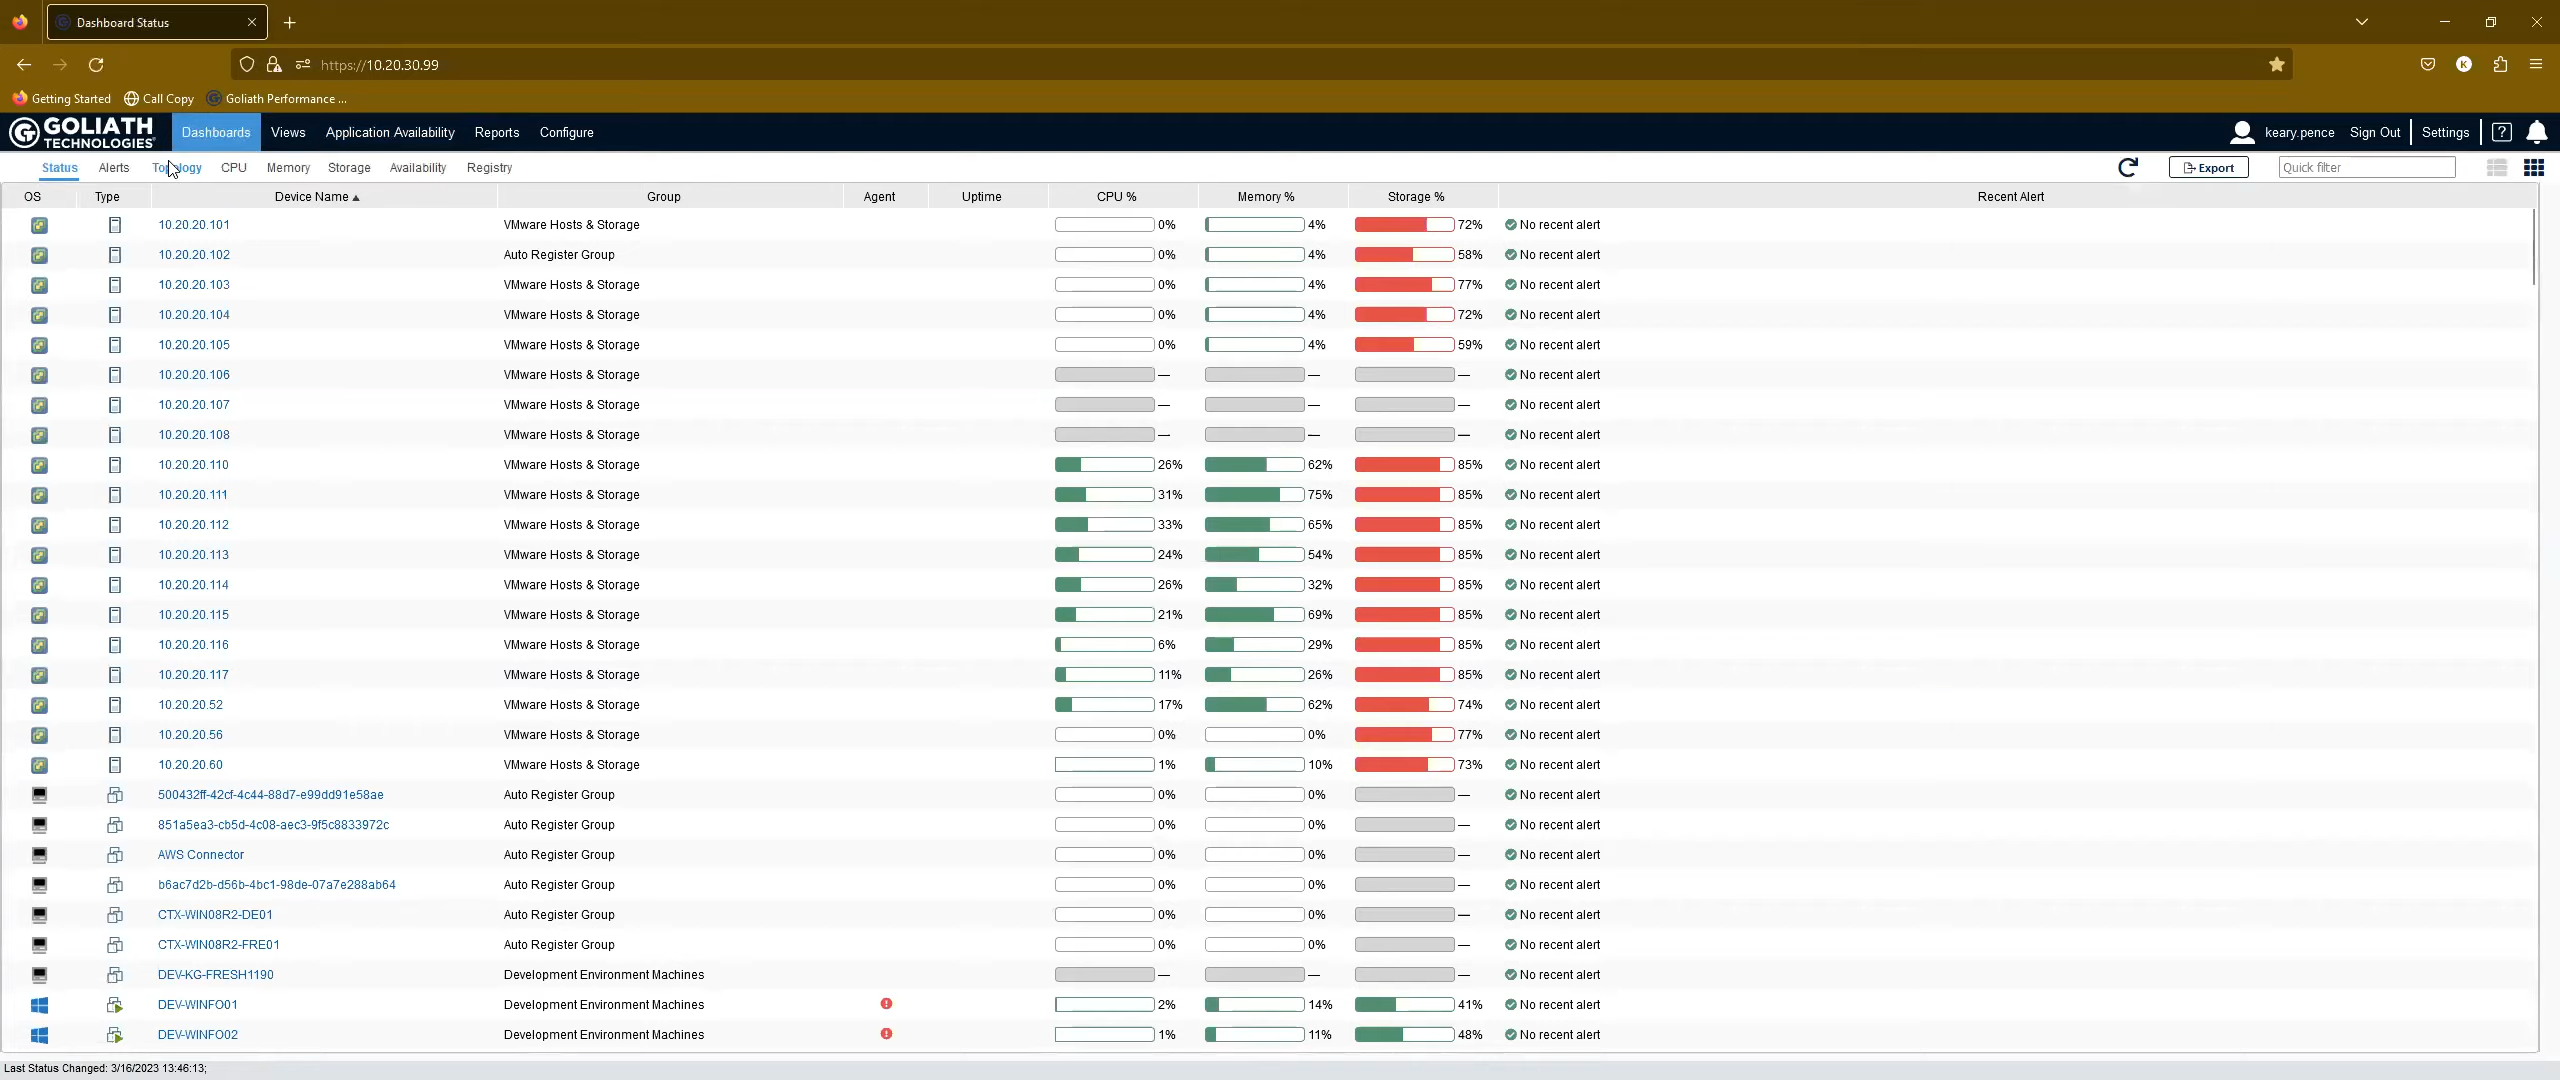 Dashboard Status
https://10.20.30.99
K
Getting Started Call Copy Goliath Performance ...
GOLIATH TECHNOLOGIES Dashboards Views Application Availability Reports Configure keary.pence Sign Out Settings ?
Status Alerts Topology CPU Memory Storage Availability Registry Export Quick filter
OS Type Device Name Group Agent Uptime CPU % Memory % Storage % Recent Alert
10.20.20.101 VMware Hosts & Storage 0% 4% 72% No recent alert
10.20.20.102 Auto Register Group 0% 4% 58% No recent alert
10.20.20.103 VMware Hosts & Storage 0% 4% 77% No recent alert
10.20.20.104 VMware Hosts & Storage 0% 4% 72% No recent alert
10.20.20.105 VMware Hosts & Storage 0% 4% 59% No recent alert
10.20.20.106 VMware Hosts & Storage — — — No recent alert
10.20.20.107 VMware Hosts & Storage — — — No recent alert
10.20.20.108 VMware Hosts & Storage — — — No recent alert
10.20.20.110 VMware Hosts & Storage 26% 62% 85% No recent alert
10.20.20.111 VMware Hosts & Storage 31% 75% 85% No recent alert
10.20.20.112 VMware Hosts & Storage 33% 65% 85% No recent alert
10.20.20.113 VMware Hosts & Storage 24% 54% 85% No recent alert
10.20.20.114 VMware Hosts & Storage 26% 32% 85% No recent alert
10.20.20.115 VMware Hosts & Storage 21% 69% 85% No recent alert
10.20.20.116 VMware Hosts & Storage 6% 29% 85% No recent alert
10.20.20.117 VMware Hosts & Storage 11% 26% 85% No recent alert
10.20.20.52 VMware Hosts & Storage 17% 62% 74% No recent alert
10.20.20.56 VMware Hosts & Storage 0% 0% 77% No recent alert
10.20.20.60 VMware Hosts & Storage 1% 10% 73% No recent alert
500432ff-42cf-4c44-88d7-e99dd91e58ae Auto Register Group 0% 0% — No recent alert
851a5ea3-cb5d-4c08-aec3-9f5c8833972c Auto Register Group 0% 0% — No recent alert
AWS Connector Auto Register Group 0% 0% — No recent alert
b6ac7d2b-d56b-4bc1-98de-07a7e288ab64 Auto Register Group 0% 0% — No recent alert
CTX-WIN08R2-DE01 Auto Register Group 0% 0% — No recent alert
CTX-WIN08R2-FRE01 Auto Register Group 0% 0% — No recent alert
DEV-KG-FRESH1190 Development Environment Machines — — — No recent alert
DEV-WINFO01 Development Environment Machines 2% 14% 41% No recent alert
DEV-WINFO02 Development Environment Machines 1% 11% 48% No recent alert
Last Status Changed: 3/16/2023 13:46:13;